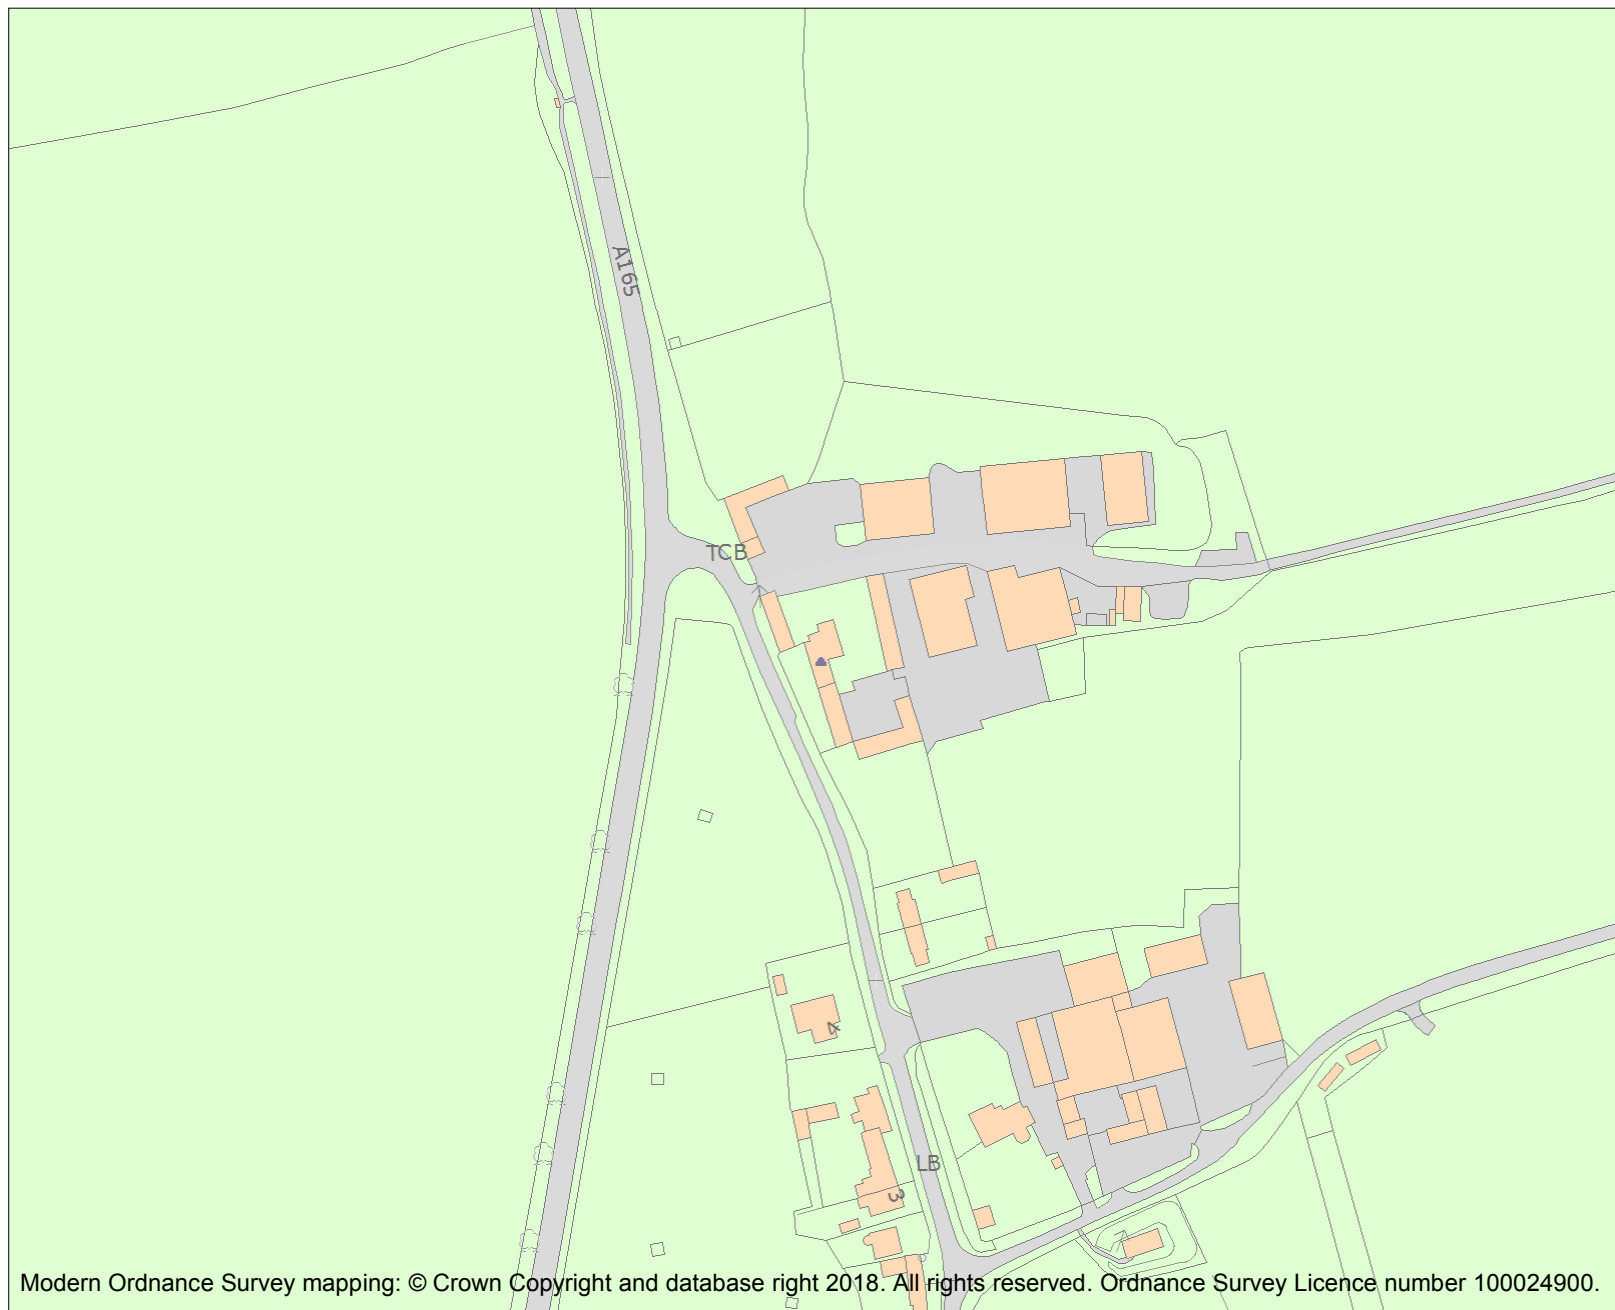 A165
TCB
4
LB
3
Modern Ordnance Survey mapping: © Crown Copyright and database right 2018. All rights reserved. Ordnance Survey Licence number 100024900.